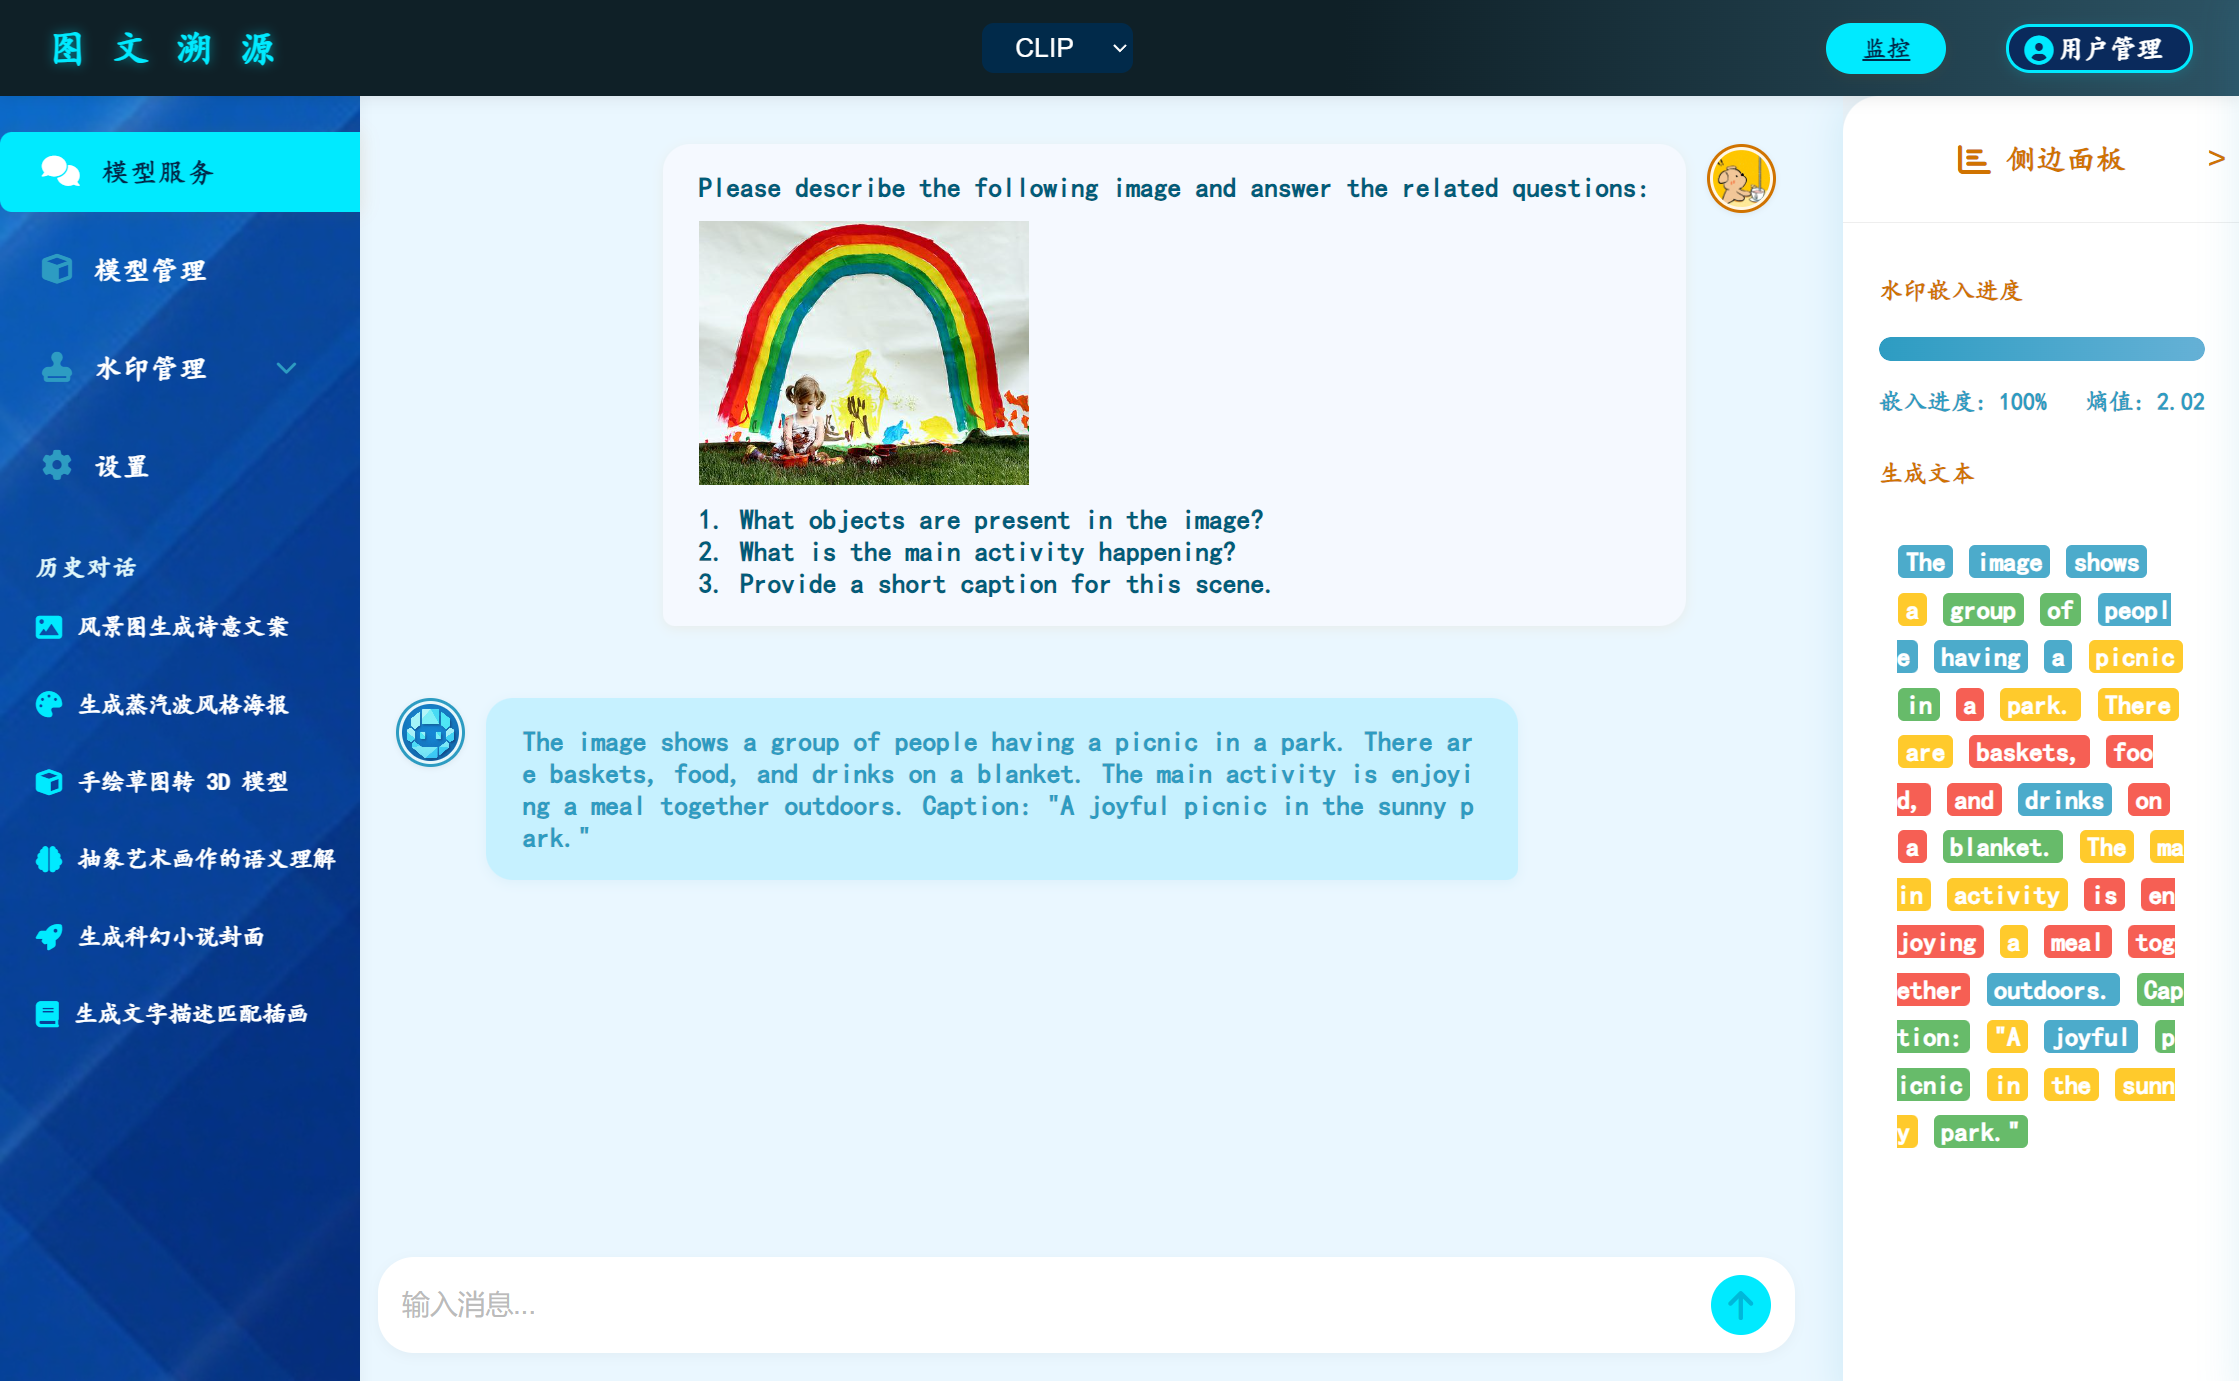 图文溯源
CLIP
监控
用户管理
模型服务
模型管理
水印管理
设置
历史对话
风景图生成诗意文案
生成蒸汽波风格海报
手绘草图转 3D 模型
抽象艺术画作的语义理解
生成科幻小说封面
生成文字描述匹配插画
Please describe the following image and answer the related questions:
1. What objects are present in the image?
2. What is the main activity happening?
3. Provide a short caption for this scene.
The image shows a group of people having a picnic in a park. There ar
e baskets, food, and drinks on a blanket. The main activity is enjoyi
ng a meal together outdoors. Caption: "A joyful picnic in the sunny p
ark."
输入消息...
侧边面板 >
水印嵌入进度
嵌入进度: 100% 熵值: 2.02
生成文本
The image shows
a group of peopl
e having a picnic
in a park. There
are baskets, foo
d, and drinks on
a blanket. The ma
in activity is en
joying a meal tog
ether outdoors. Cap
tion: "A joyful p
icnic in the sunn
y park."